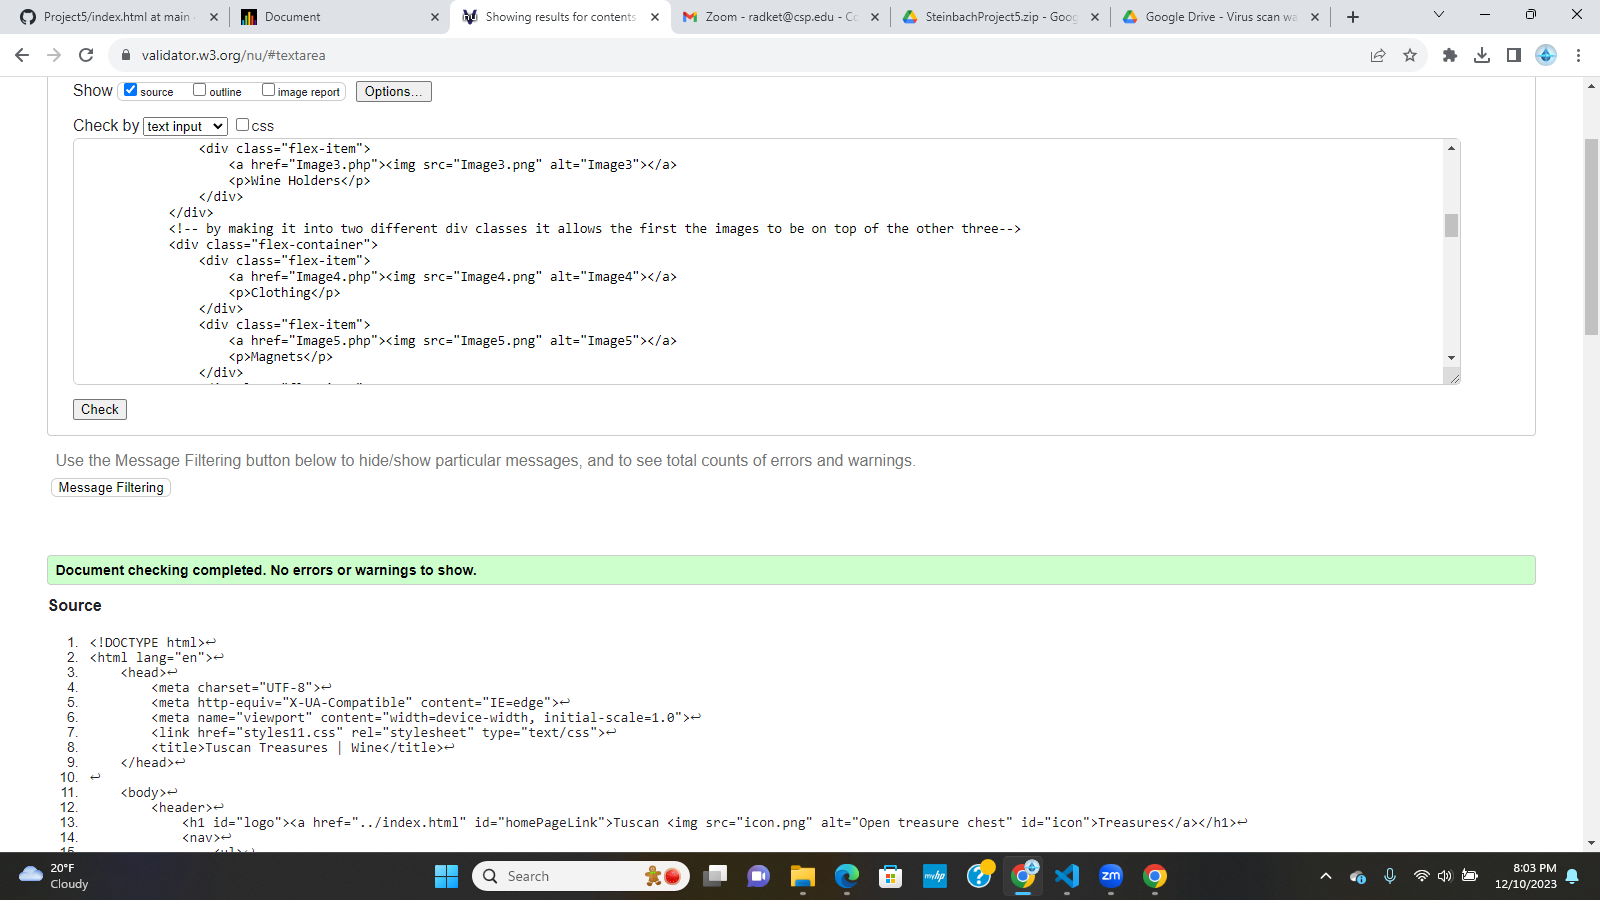 Project5/index.html at main
Document
Showing results for contents
Zoom - radket@csp.edu - Co
SteinbachProject5.zip - Goog
Google Drive - Virus scan wa
validator.w3.org/nu/#textarea
Show source outline image report Options...
Check by text input css
<div class="flex-item">
<a href="Image3.php"><img src="Image3.png" alt="Image3"></a>
<p>Wine Holders</p>
</div>
</div>
<!-- by making it into two different div classes it allows the first the images to be on top of the other three-->
<div class="flex-container">
<div class="flex-item">
<a href="Image4.php"><img src="Image4.png" alt="Image4"></a>
<p>Clothing</p>
</div>
<div class="flex-item">
<a href="Image5.php"><img src="Image5.png" alt="Image5"></a>
<p>Magnets</p>
</div>
Check
Use the Message Filtering button below to hide/show particular messages, and to see total counts of errors and warnings.
Message Filtering
Document checking completed. No errors or warnings to show.
Source
1. <!DOCTYPE html>↩
2. <html lang="en">↩
3. <head>↩
4. <meta charset="UTF-8">↩
5. <meta http-equiv="X-UA-Compatible" content="IE=edge">↩
6. <meta name="viewport" content="width=device-width, initial-scale=1.0">↩
7. <link href="styles11.css" rel="stylesheet" type="text/css">↩
8. <title>Tuscan Treasures | Wine</title>↩
9. </head>↩
10. ↩
11. <body>↩
12. <header>↩
13. <h1 id="logo"><a href="../index.html" id="homePageLink">Tuscan <img src="icon.png" alt="Open treasure chest" id="icon">Treasures</a></h1>↩
14. <nav>↩
15. <ul>↩
20°F
Cloudy
Search
myhp
zm
8:03 PM
12/10/2023